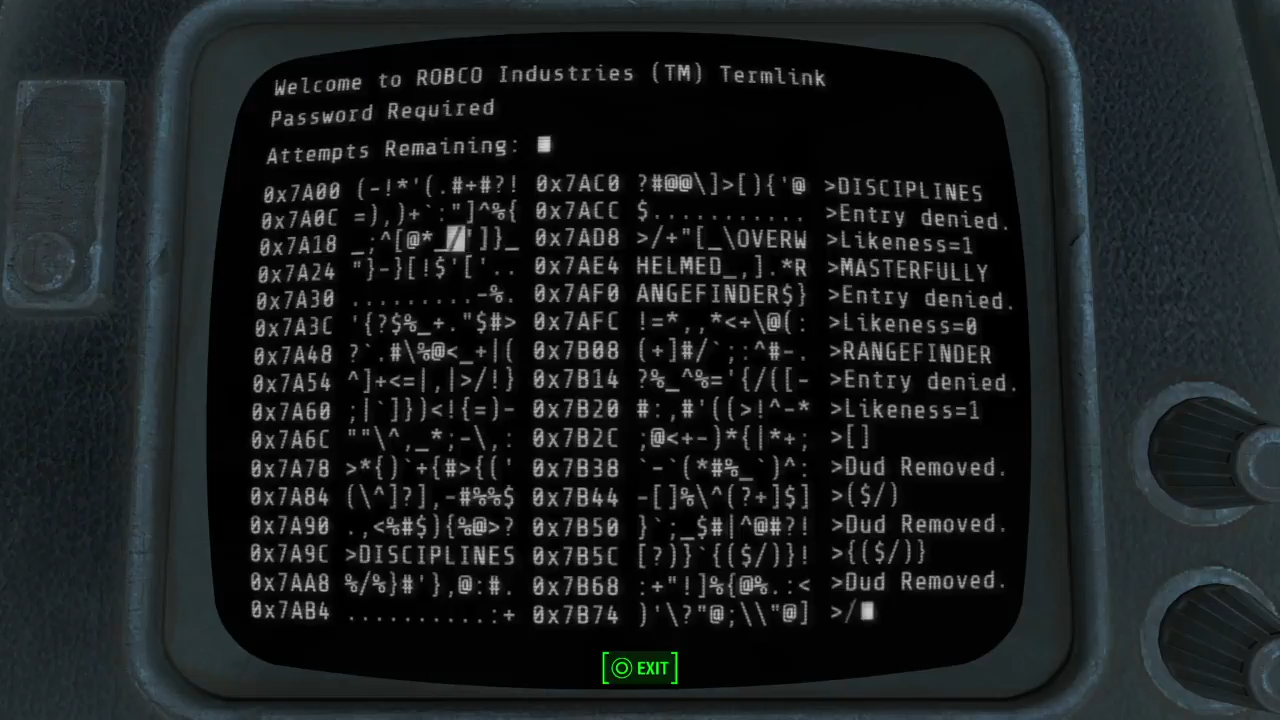 Welcome to ROBCO Industries (TM) Termlink
Password Required
Attempts Remaining: ■
0x7A00 (-!*'(.#+#?! 0x7AC0 ?#@@\]>[){'@ >DISCIPLINES
0x7A0C =),)+`:"]^%{ 0x7ACC $........... >Entry denied.
0x7A18 _;^[@*_/']}_ 0x7AD8 >/+"[_\OVERW >Likeness=1
0x7A24 "}-}[!$'['.. 0x7AE4 HELMED_,].*R >MASTERFULLY
0x7A30 .........-%. 0x7AF0 ANGEFINDER$} >Entry denied.
0x7A3C '{?$%_+."$#> 0x7AFC !=*,,*<+\@(: >Likeness=0
0x7A48 ?`.#\%@<_+|( 0x7B08 (+]#/`;:^#-. >RANGEFINDER
0x7A54 ^]+<=|,|>/!} 0x7B14 ?%_^%='{/([- >Entry denied.
0x7A60 ;|`]})<!{=)- 0x7B20 #:,#'((>!^-* >Likeness=1
0x7A6C ""\^,_*;-\,: 0x7B2C ;@<+-)*{|*+; >[]
0x7A78 >*{)`+{#>{(' 0x7B38 `-`(*#%_`)^: >Dud Removed.
0x7A84 (\^]?],-#%%$ 0x7B44 -[]%\^(?+]$] >($/)
0x7A90 .,<%#$){%@>? 0x7B50 }`;_$#|^@#?! >Dud Removed.
0x7A9C >DISCIPLINES 0x7B5C [?)}`{($/)}! >{($/)}
0x7AA8 %/%}#'},@:#. 0x7B68 :+"!]%{@%.:< >Dud Removed.
0x7AB4 ..........:+ 0x7B74 )'\?"@;\\"@] >/■
EXIT